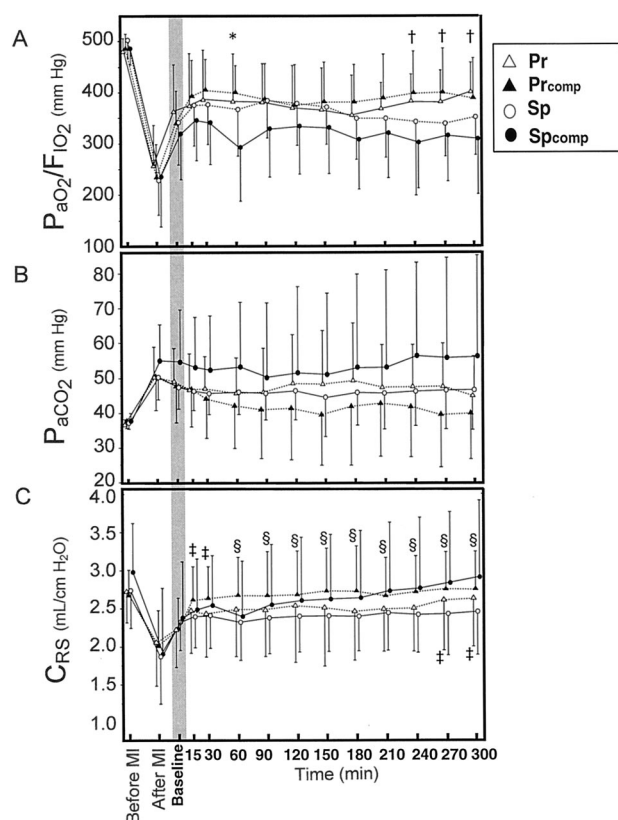 A
500
400
300
200
100
PaO2/FIO2 (mm Hg)
*
†
†
†
Pr
Prcomp
Sp
Spcomp
B
80
70
60
50
40
30
20
PaCO2 (mm Hg)
C
4.0
3.5
3.0
2.5
2.0
1.5
1.0
CRS (mL/cm H2O)
‡ ‡ § § § § § § § § §
‡ ‡
Before MI
After MI
Baseline
15 30 60 90 120 150 180 210 240 270 300
Time (min)